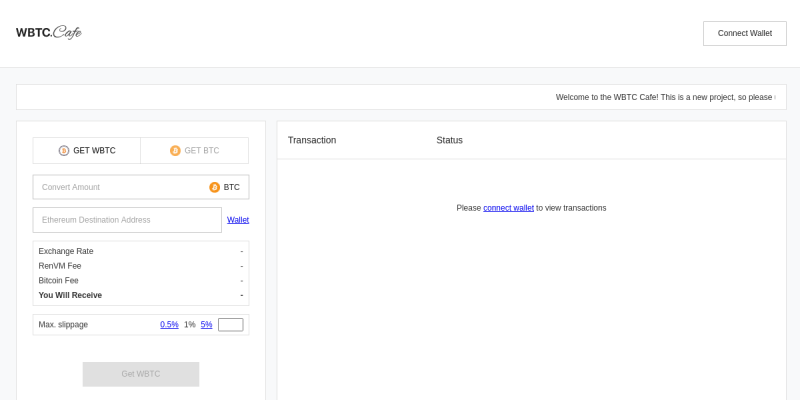 WBTC.Cafe
Connect Wallet
Welcome to the WBTC Cafe! This is a new project, so please
GET WBTC
GET BTC
Transaction
Status
Convert Amount
BTC
Ethereum Destination Address
Wallet
Please connect wallet to view transactions
Exchange Rate -
RenVM Fee -
Bitcoin Fee -
You Will Receive -
Max. slippage 0.5% 1% 5%
Get WBTC